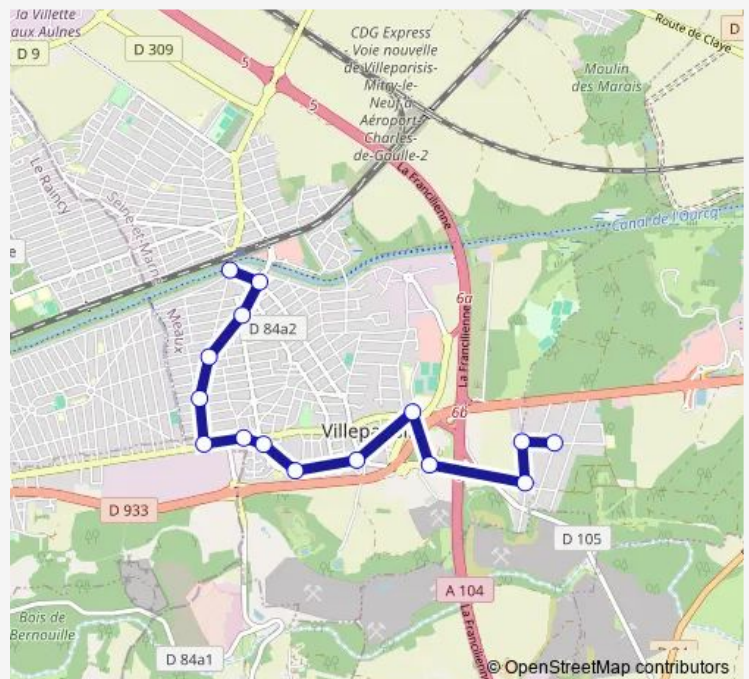 la Villette
aux Aulnes
D 9
D 309
5
5
CDG Express
- Voie nouvelle
de Villeparisis-
Mitry-le-
Neuf à
Aéroport-
Charles-
de-Gaulle-2
Route de Claye
D
Moulin
des Marais
Le Raincy
Seine-et-Marne
Meaux
La Francilienne
Canal de l'Ourcq
6a
La Francilienne
6b
D 84a2
Villepari
D 933
D 105
A 104
La Francilienne
Bois de
Bernouille
D 84a1
© OpenStreetMap contributors